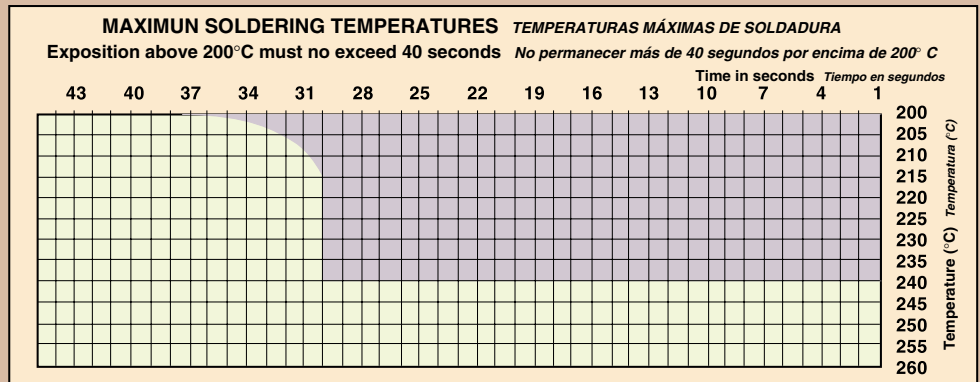 MAXIMUN SOLDERING TEMPERATURES TEMPERATURAS MÁXIMAS DE SOLDADURA
Exposition above 200°C must no exceed 40 seconds No permanecer más de 40 segundos por encima de 200° C
Time in seconds Tiempo en segundos
43 40 37 34 31 28 25 22 19 16 13 10 7 4 1
200
205
210
215
220
225
230
235
240
245
250
255
260
Temperature (°C) Temperatura (°C)